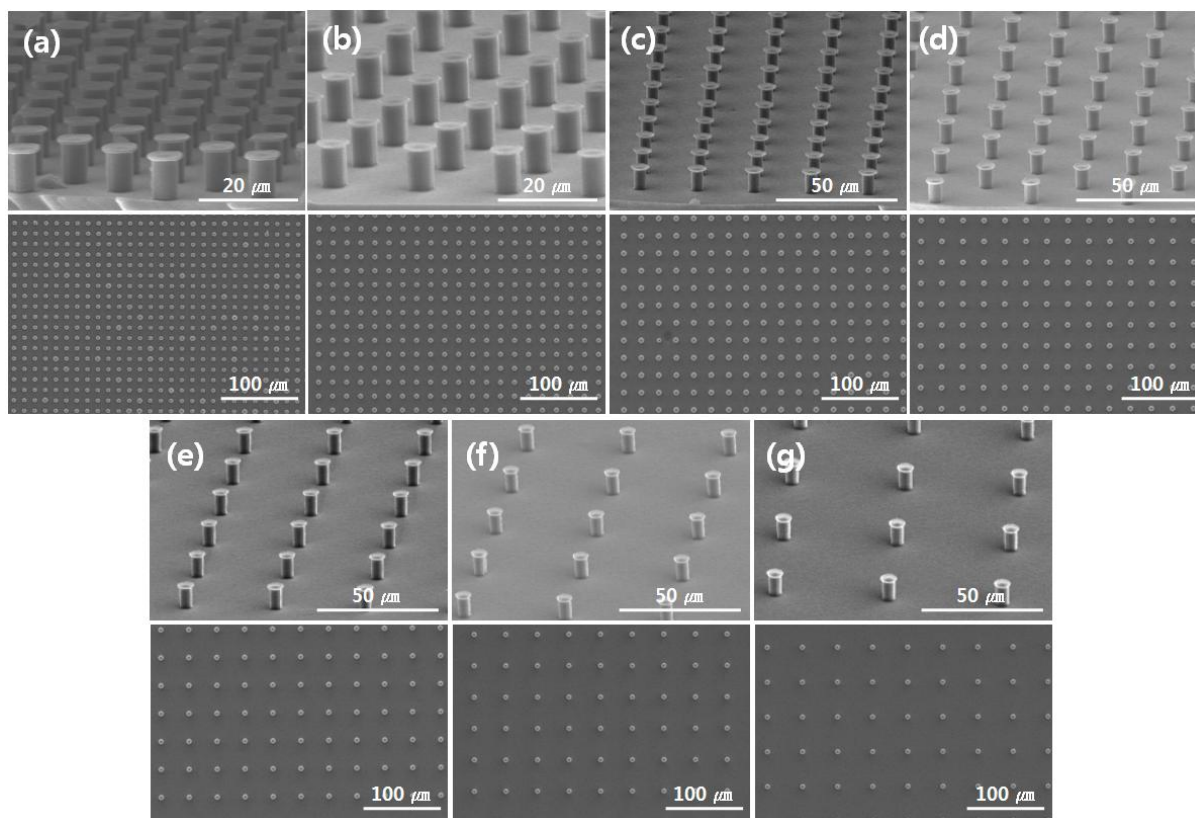 (a) (b) (c) (d)
20 ㎛ 20 ㎛ 50 ㎛ 50 ㎛
100 ㎛ 100 ㎛ 100 ㎛ 100 ㎛
(e) (f) (g)
50 ㎛ 50 ㎛ 50 ㎛
100 ㎛ 100 ㎛ 100 ㎛